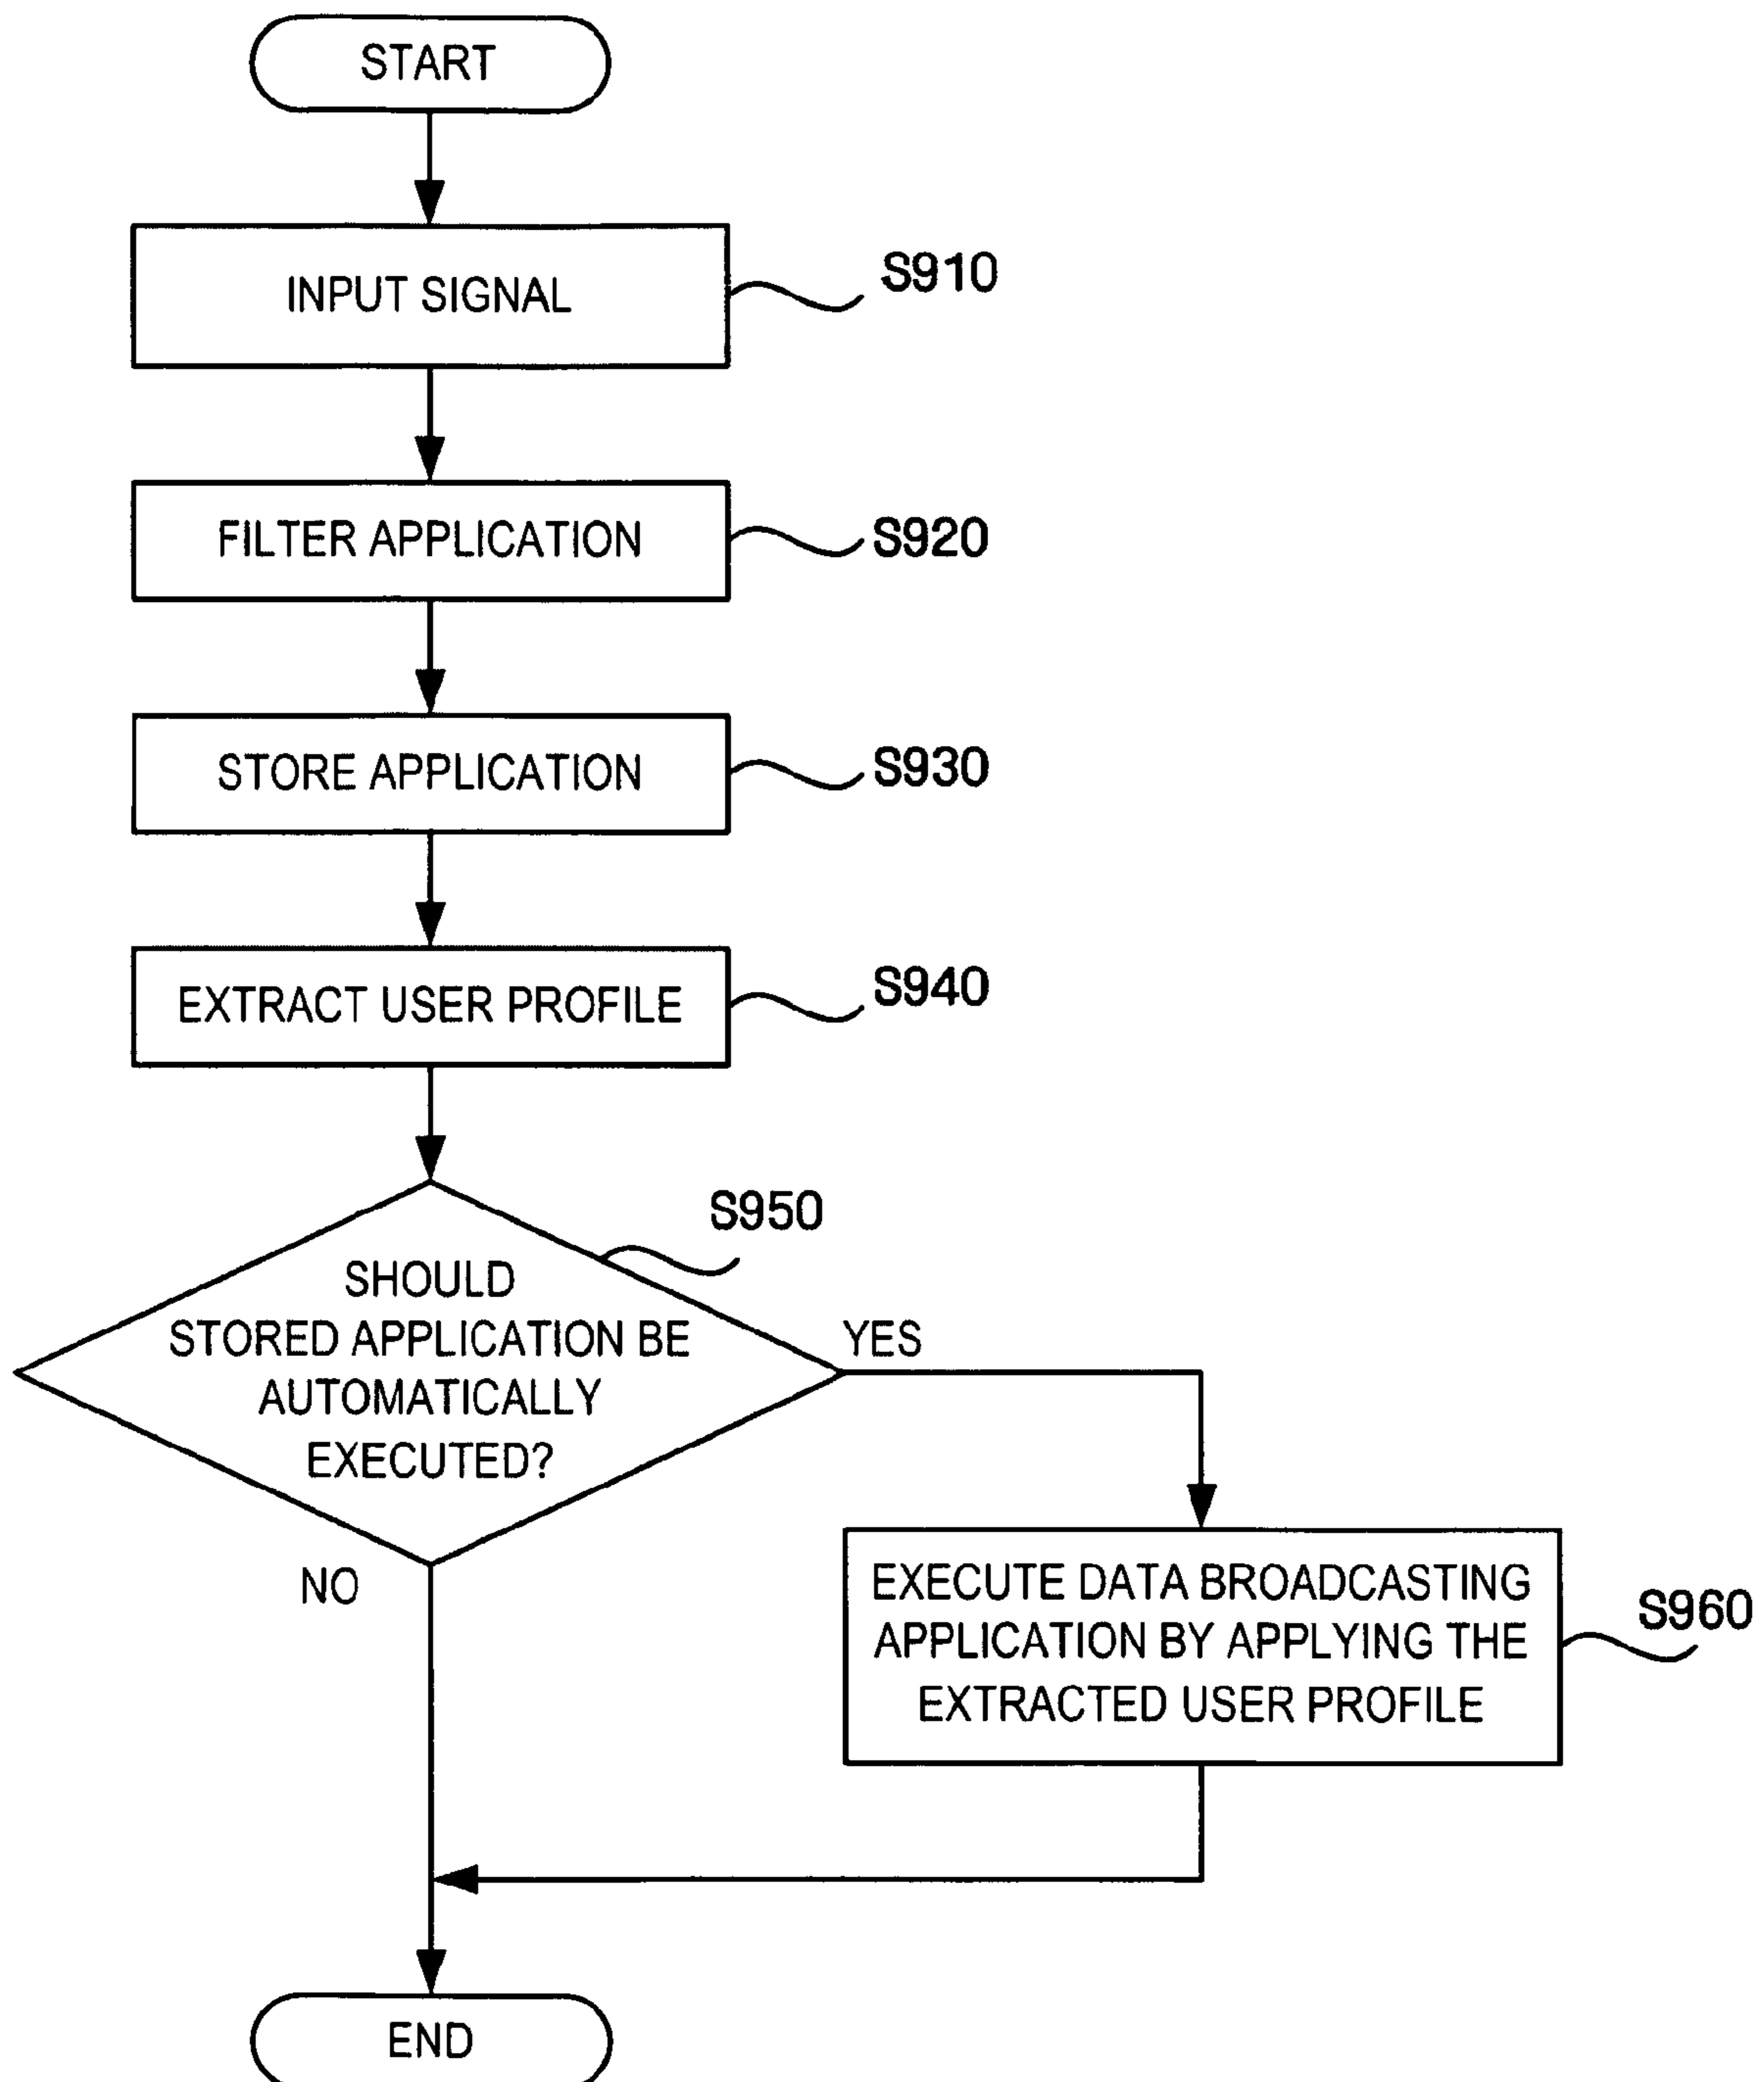 START
INPUT SIGNAL
S910
FILTER APPLICATION
S920
STORE APPLICATION
S930
EXTRACT USER PROFILE
S940
S950
SHOULD
STORED APPLICATION BE
AUTOMATICALLY
EXECUTED?
YES
NO
EXECUTE DATA BROADCASTING
APPLICATION BY APPLYING THE
EXTRACTED USER PROFILE
S960
END